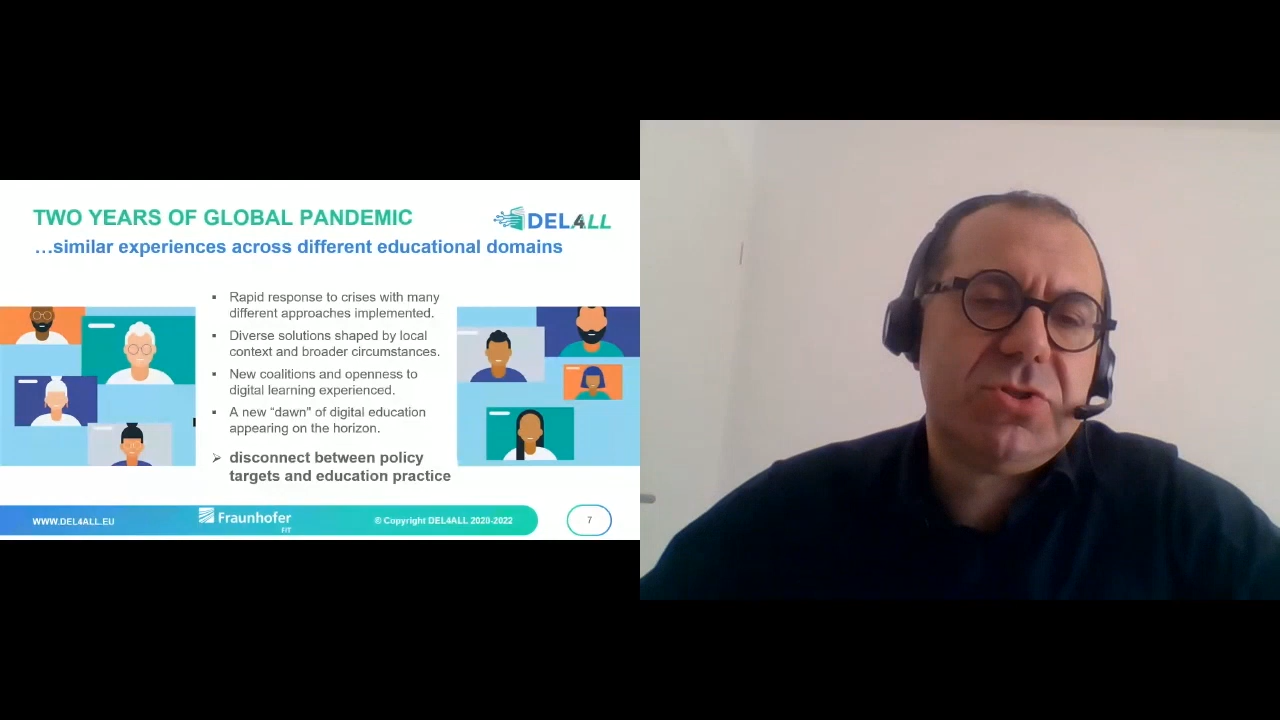 TWO YEARS OF GLOBAL PANDEMIC
DEL4ALL
…similar experiences across different educational domains
▪ Rapid response to crises with many
different approaches implemented.
▪ Diverse solutions shaped by local
context and broader circumstances.
▪ New coalitions and openness to
digital learning experienced.
▪ A new “dawn” of digital education
appearing on the horizon.
➢ disconnect between policy
targets and education practice
WWW.DEL4ALL.EU
Fraunhofer
FIT
© Copyright DEL4ALL 2020-2022
7